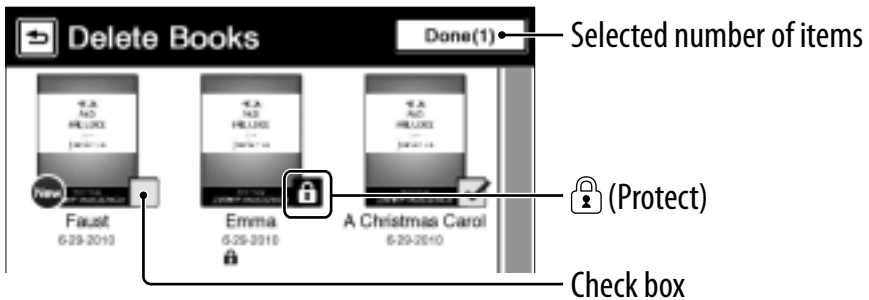 Delete Books
Done(1)
Selected number of items
New
Faust
6-29-2010
Emma
6-29-2010
A Christmas Carol
6-29-2010
(Protect)
Check box